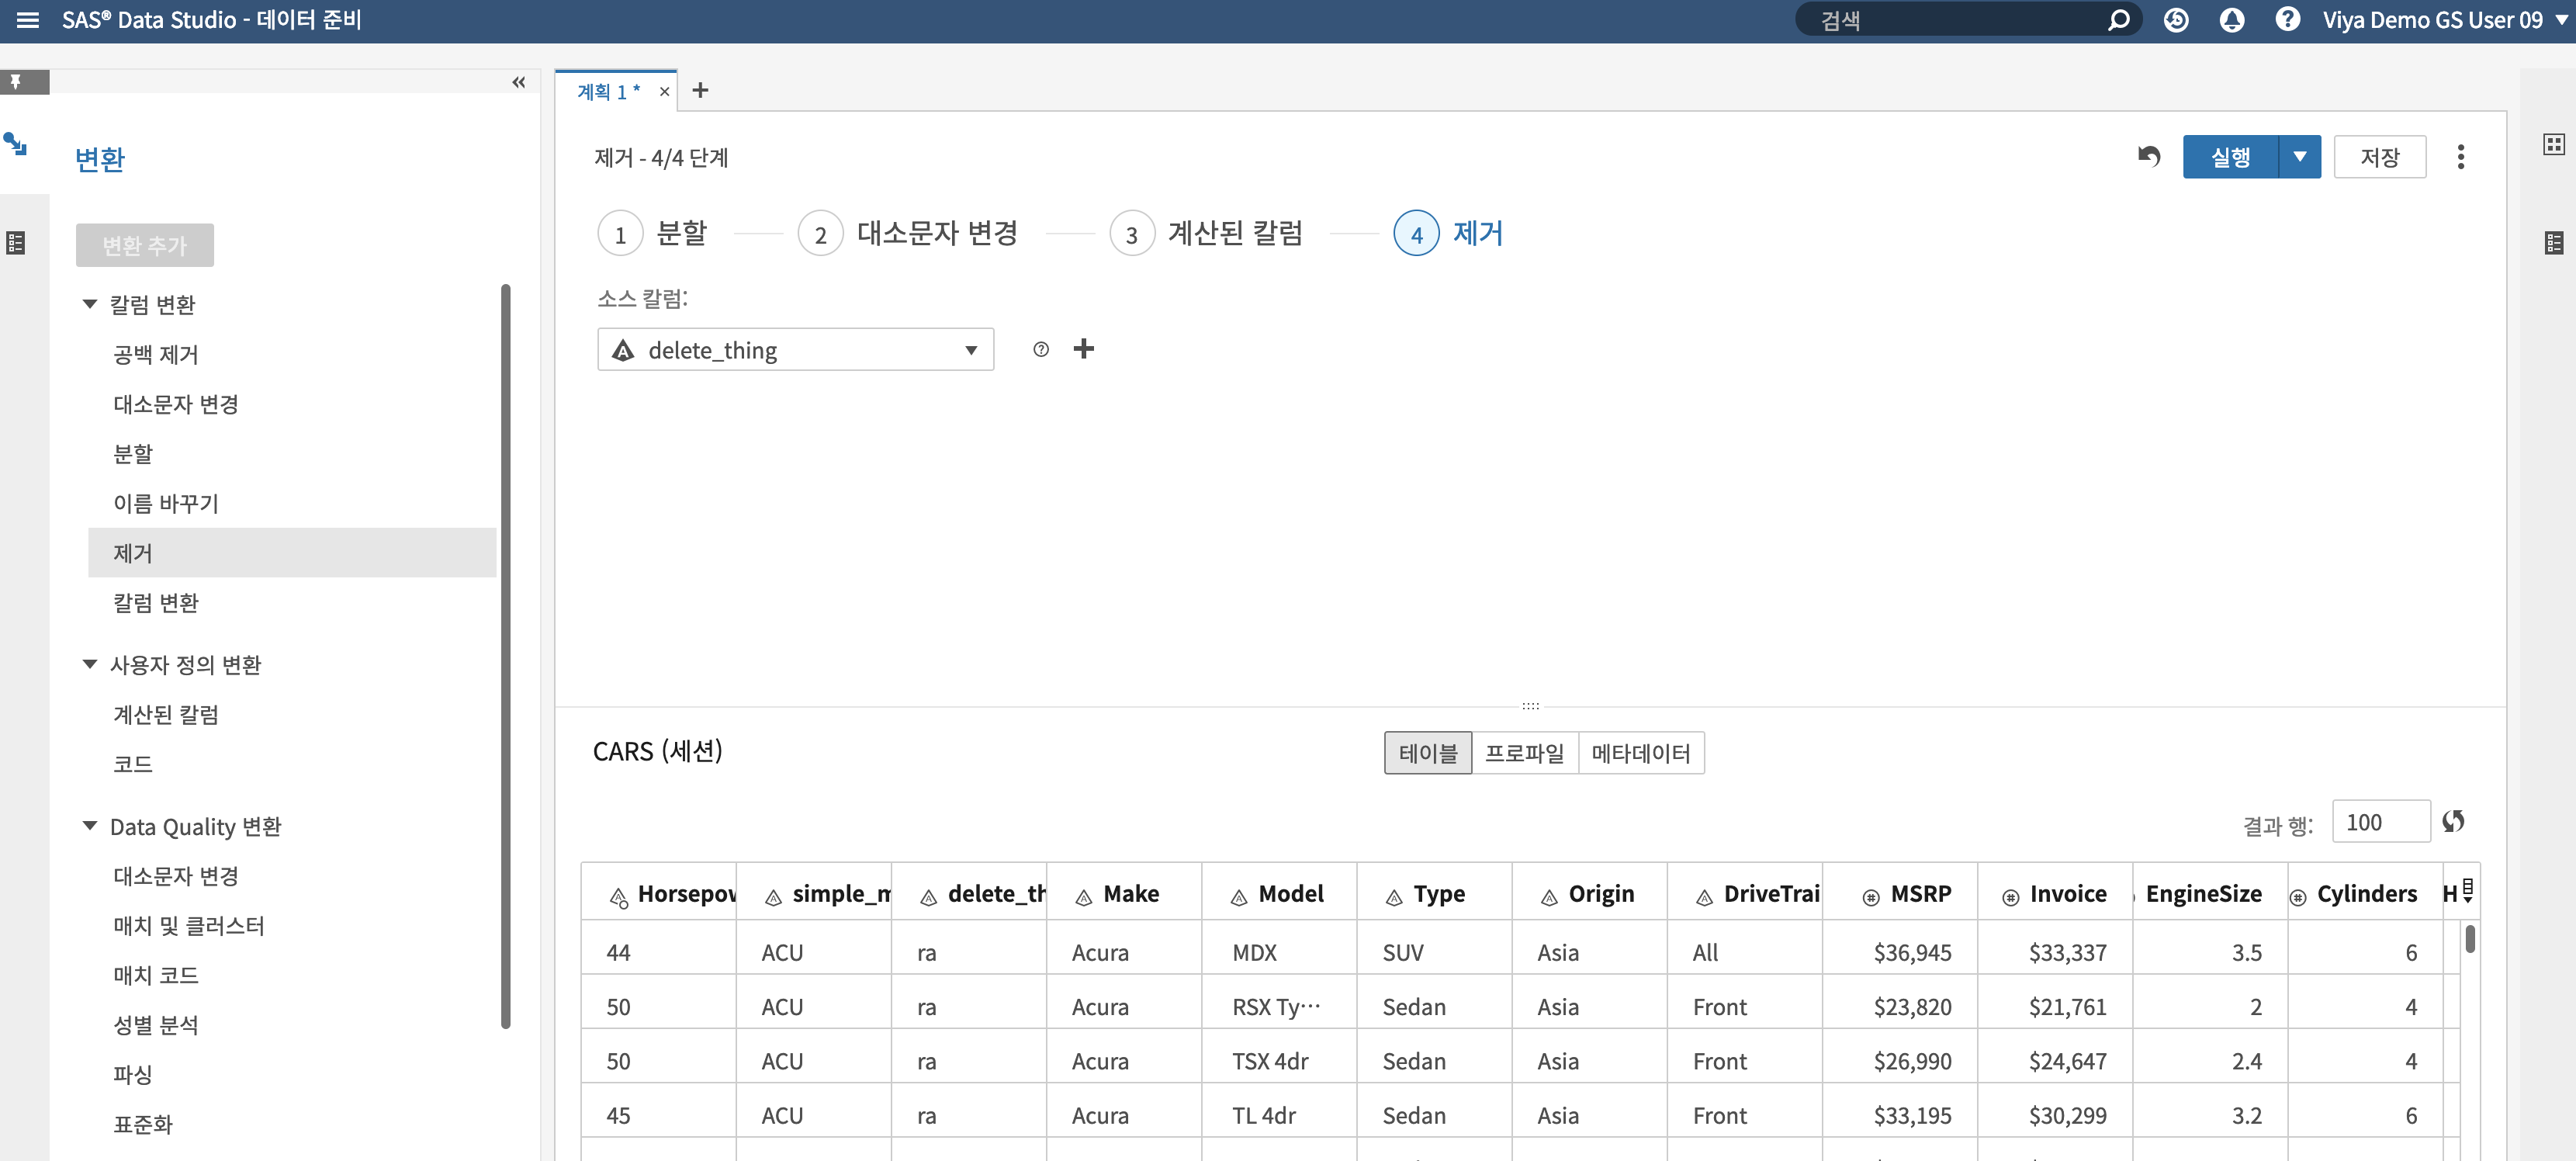 SAS® Data Studio - 데이터 준비
검색
Viya Demo GS User 09
변환
변환 추가
칼럼 변환
공백 제거
대소문자 변경
분할
이름 바꾸기
제거
칼럼 변환
사용자 정의 변환
계산된 칼럼
코드
Data Quality 변환
대소문자 변경
매치 및 클러스터
매치 코드
성별 분석
파싱
표준화
계획 1 *
제거 - 4/4 단계
실행
저장
1 분할 2 대소문자 변경 3 계산된 칼럼 4 제거
소스 칼럼:
delete_thing
CARS (세션)
테이블 프로파일 메타데이터
결과 행: 100
Horsepow simple_m delete_th Make Model Type Origin DriveTrai MSRP Invoice EngineSize Cylinders H
44 ACU ra Acura MDX SUV Asia All $36,945 $33,337 3.5 6
50 ACU ra Acura RSX Ty… Sedan Asia Front $23,820 $21,761 2 4
50 ACU ra Acura TSX 4dr Sedan Asia Front $26,990 $24,647 2.4 4
45 ACU ra Acura TL 4dr Sedan Asia Front $33,195 $30,299 3.2 6